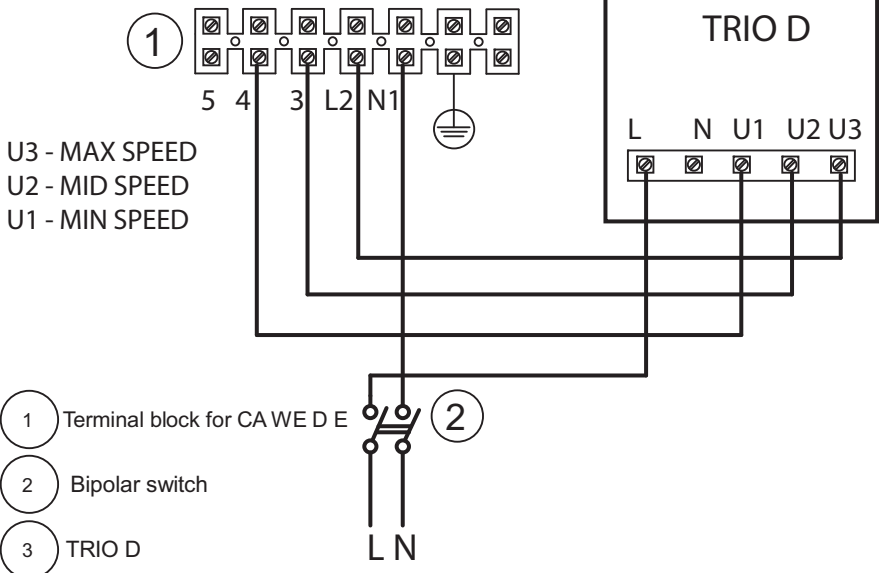 1
TRIO D
5 4 3 L2 N1
L N U1 U2 U3
U3 - MAX SPEED
U2 - MID SPEED
U1 - MIN SPEED
1 Terminal block for CA WE D E
2
2 Bipolar switch
3 TRIO D
L N